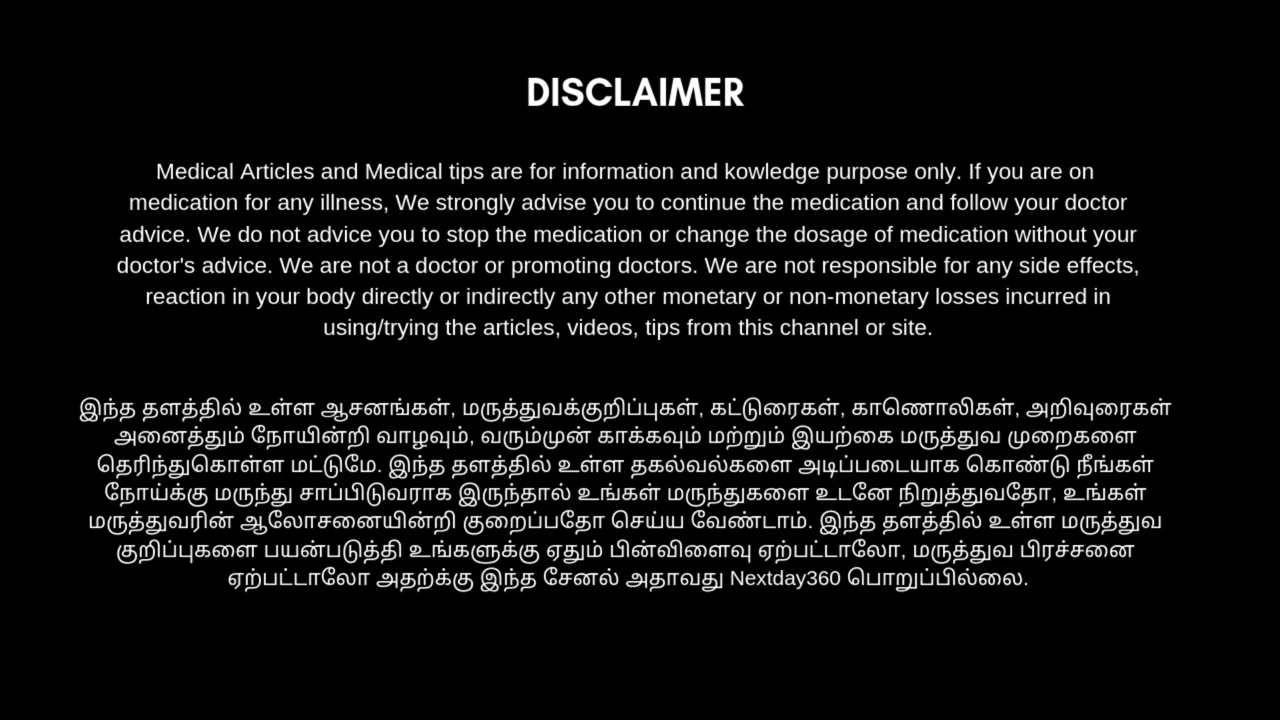 DISCLAIMER
Medical Articles and Medical tips are for information and kowledge purpose only. If you are on
medication for any illness, We strongly advise you to continue the medication and follow your doctor
advice. We do not advice you to stop the medication or change the dosage of medication without your
doctor's advice. We are not a doctor or promoting doctors. We are not responsible for any side effects,
reaction in your body directly or indirectly any other monetary or non-monetary losses incurred in
using/trying the articles, videos, tips from this channel or site.
இந்த தளத்தில் உள்ள ஆசனங்கள், மருத்துவக்குறிப்புகள், கட்டுரைகள், காணொலிகள், அறிவுரைகள்
அனைத்தும் நோயின்றி வாழவும், வரும்முன் காக்கவும் மற்றும் இயற்கை மருத்துவ முறைகளை
தெரிந்துகொள்ள மட்டுமே. இந்த தளத்தில் உள்ள தகல்வல்களை அடிப்படையாக கொண்டு நீங்கள்
நோய்க்கு மருந்து சாப்பிடுவராக இருந்தால் உங்கள் மருந்துகளை உடனே நிறுத்துவதோ, உங்கள்
மருத்துவரின் ஆலோசனையின்றி குறைப்பதோ செய்ய வேண்டாம். இந்த தளத்தில் உள்ள மருத்துவ
குறிப்புகளை பயன்படுத்தி உங்களுக்கு ஏதும் பின்விளைவு ஏற்பட்டாலோ, மருத்துவ பிரச்சனை
ஏற்பட்டாலோ அதற்க்கு இந்த சேனல் அதாவது Nextday360 பொறுப்பில்லை.